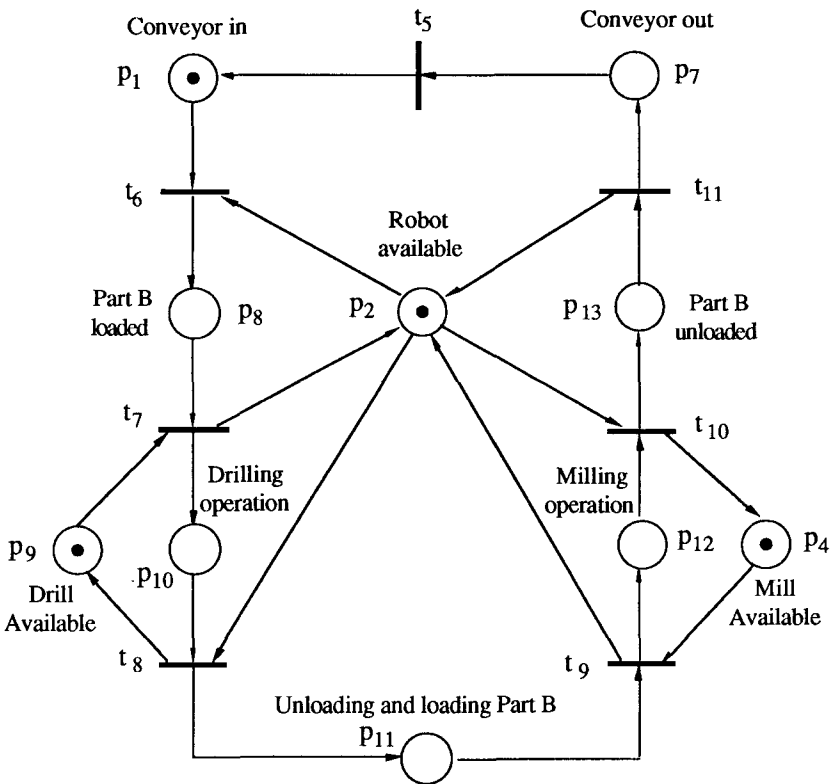 Conveyor in
t5
Conveyor out
p1
p7
t6
t11
Robot
available
Part B
loaded
p8
p2
p13
Part B
unloaded
t7
t10
Drilling
operation
Milling
operation
p9
p10
p12
p4
Drill
Available
Mill
Available
t8
t9
Unloading and loading Part B
p11